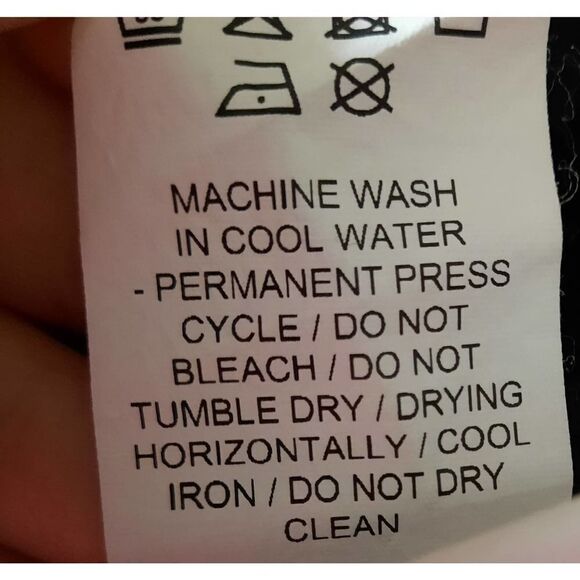 MACHINE WASH
IN COOL WATER
- PERMANENT PRESS
CYCLE / DO NOT
BLEACH / DO NOT
TUMBLE DRY / DRYING
HORIZONTALLY / COOL
IRON / DO NOT DRY
CLEAN